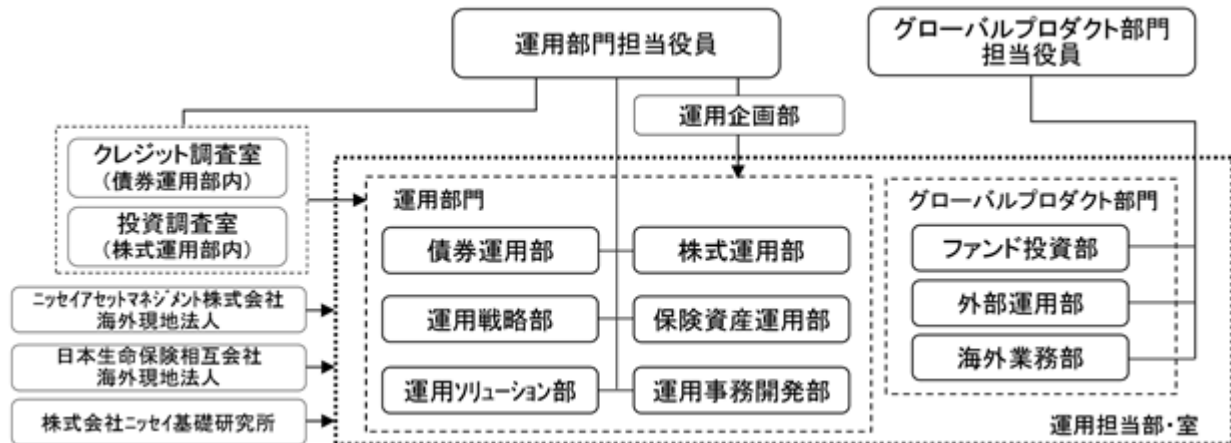 運用部門担当役員
グローバルプロダクト部門
担当役員
運用企画部
クレジット調査室
（債券運用部内）
投資調査室
（株式運用部内）
運用部門
債券運用部
株式運用部
運用戦略部
保険資産運用部
運用ソリューション部
運用事務開発部
グローバルプロダクト部門
ファンド投資部
外部運用部
海外業務部
ニッセイアセットマネジメント株式会社
海外現地法人
日本生命保険相互会社
海外現地法人
株式会社ニッセイ基礎研究所
運用担当部・室